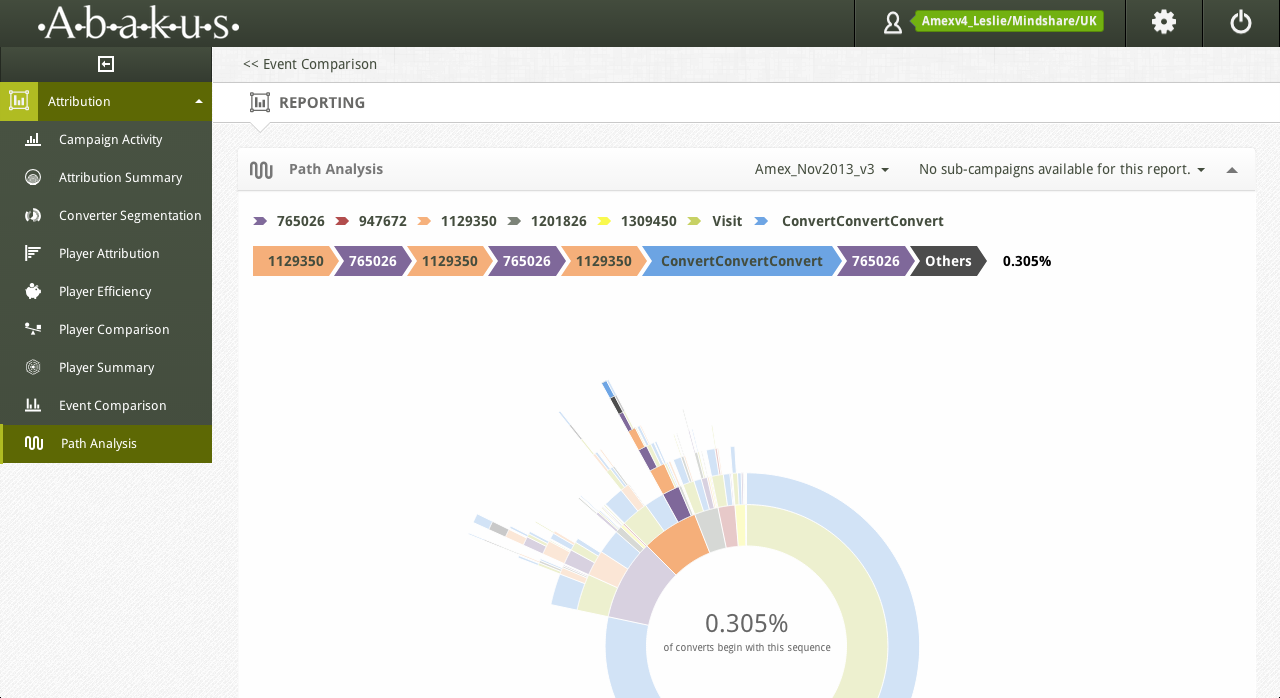 ·A·b·a·k·u·s·
Amexv4_Leslie/Mindshare/UK
<< Event Comparison
Attribution
REPORTING
Campaign Activity
Attribution Summary
Converter Segmentation
Player Attribution
Player Efficiency
Player Comparison
Player Summary
Event Comparison
Path Analysis
Path Analysis
Amex_Nov2013_v3
No sub-campaigns available for this report.
765026 947672 1129350 1201826 1309450 Visit ConvertConvertConvert
1129350 765026 1129350 765026 1129350 ConvertConvertConvert 765026 Others 0.305%
0.305%
of converts begin with this sequence